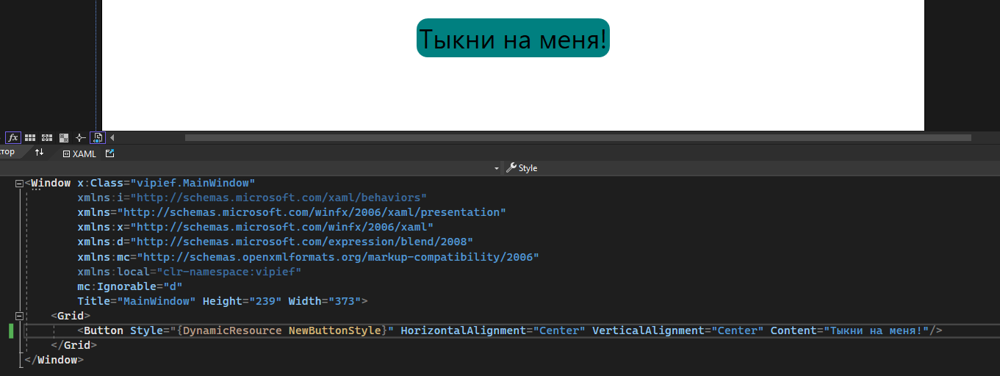 Тыкни на меня!
fx
тор
XAML
Style
<Window x:Class="vipief.MainWindow"
xmlns:i="http://schemas.microsoft.com/xaml/behaviors"
xmlns="http://schemas.microsoft.com/winfx/2006/xaml/presentation"
xmlns:x="http://schemas.microsoft.com/winfx/2006/xaml"
xmlns:d="http://schemas.microsoft.com/expression/blend/2008"
xmlns:mc="http://schemas.openxmlformats.org/markup-compatibility/2006"
xmlns:local="clr-namespace:vipief"
mc:Ignorable="d"
Title="MainWindow" Height="239" Width="373">
<Grid>
<Button Style="{DynamicResource NewButtonStyle}" HorizontalAlignment="Center" VerticalAlignment="Center" Content="Тыкни на меня!"/>
</Grid>
</Window>